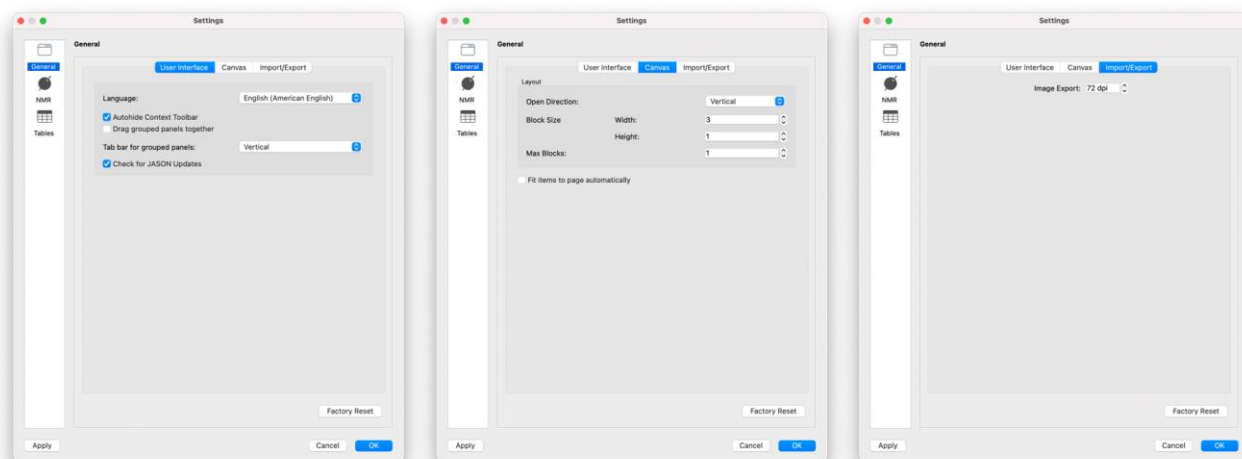 Settings
General
General
NMR
Tables
User Interface Canvas Import/Export
Language: English (American English)
Autohide Context Toolbar
Drag grouped panels together
Tab bar for grouped panels: Vertical
Check for JASON Updates
Factory Reset
Apply Cancel OK
Settings
General
General
NMR
Tables
User Interface Canvas Import/Export
Layout
Open Direction: Vertical
Block Size Width: 3
Height: 1
Max Blocks: 1
Fit items to page automatically
Factory Reset
Apply Cancel OK
Settings
General
General
NMR
Tables
User Interface Canvas Import/Export
Image Export: 72 dpi
Factory Reset
Apply Cancel OK